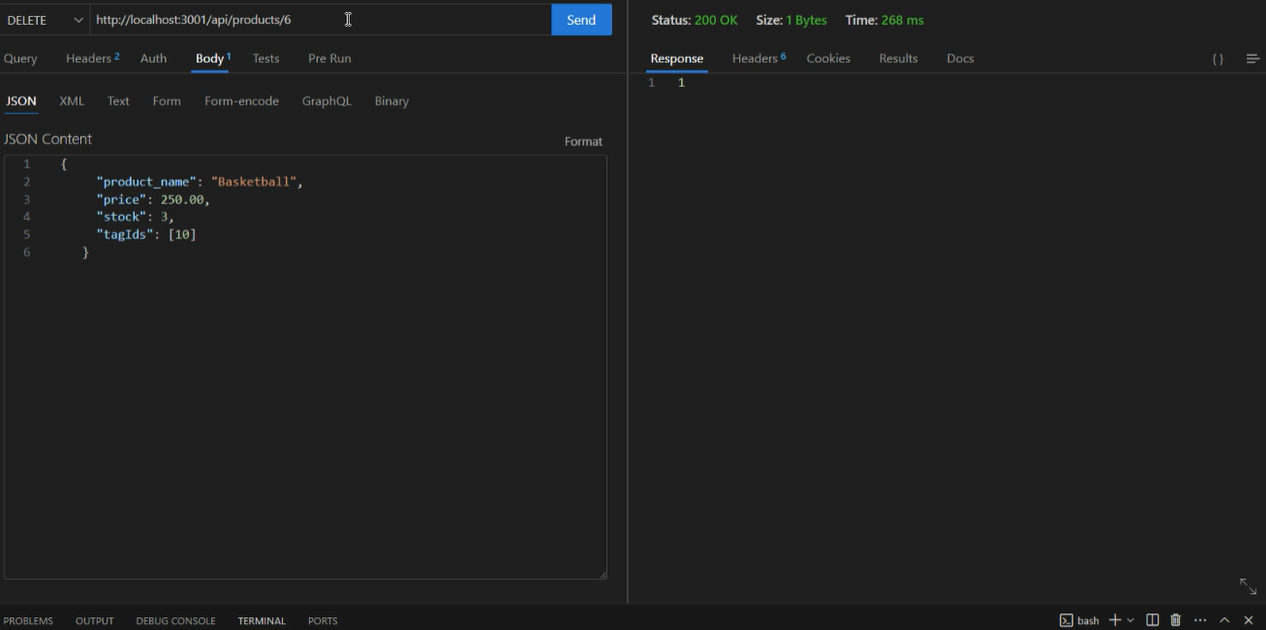 DELETE http://localhost:3001/api/products/6 Send
Query Headers 2 Auth Body 1 Tests Pre Run
JSON XML Text Form Form-encode GraphQL Binary
JSON Content Format
1 {
2 "product_name": "Basketball",
3 "price": 250.00,
4 "stock": 3,
5 "tagIds": [10]
6 }
Status: 200 OK Size: 1 Bytes Time: 268 ms
Response Headers 6 Cookies Results Docs { }
1 1
PROBLEMS OUTPUT DEBUG CONSOLE TERMINAL PORTS bash